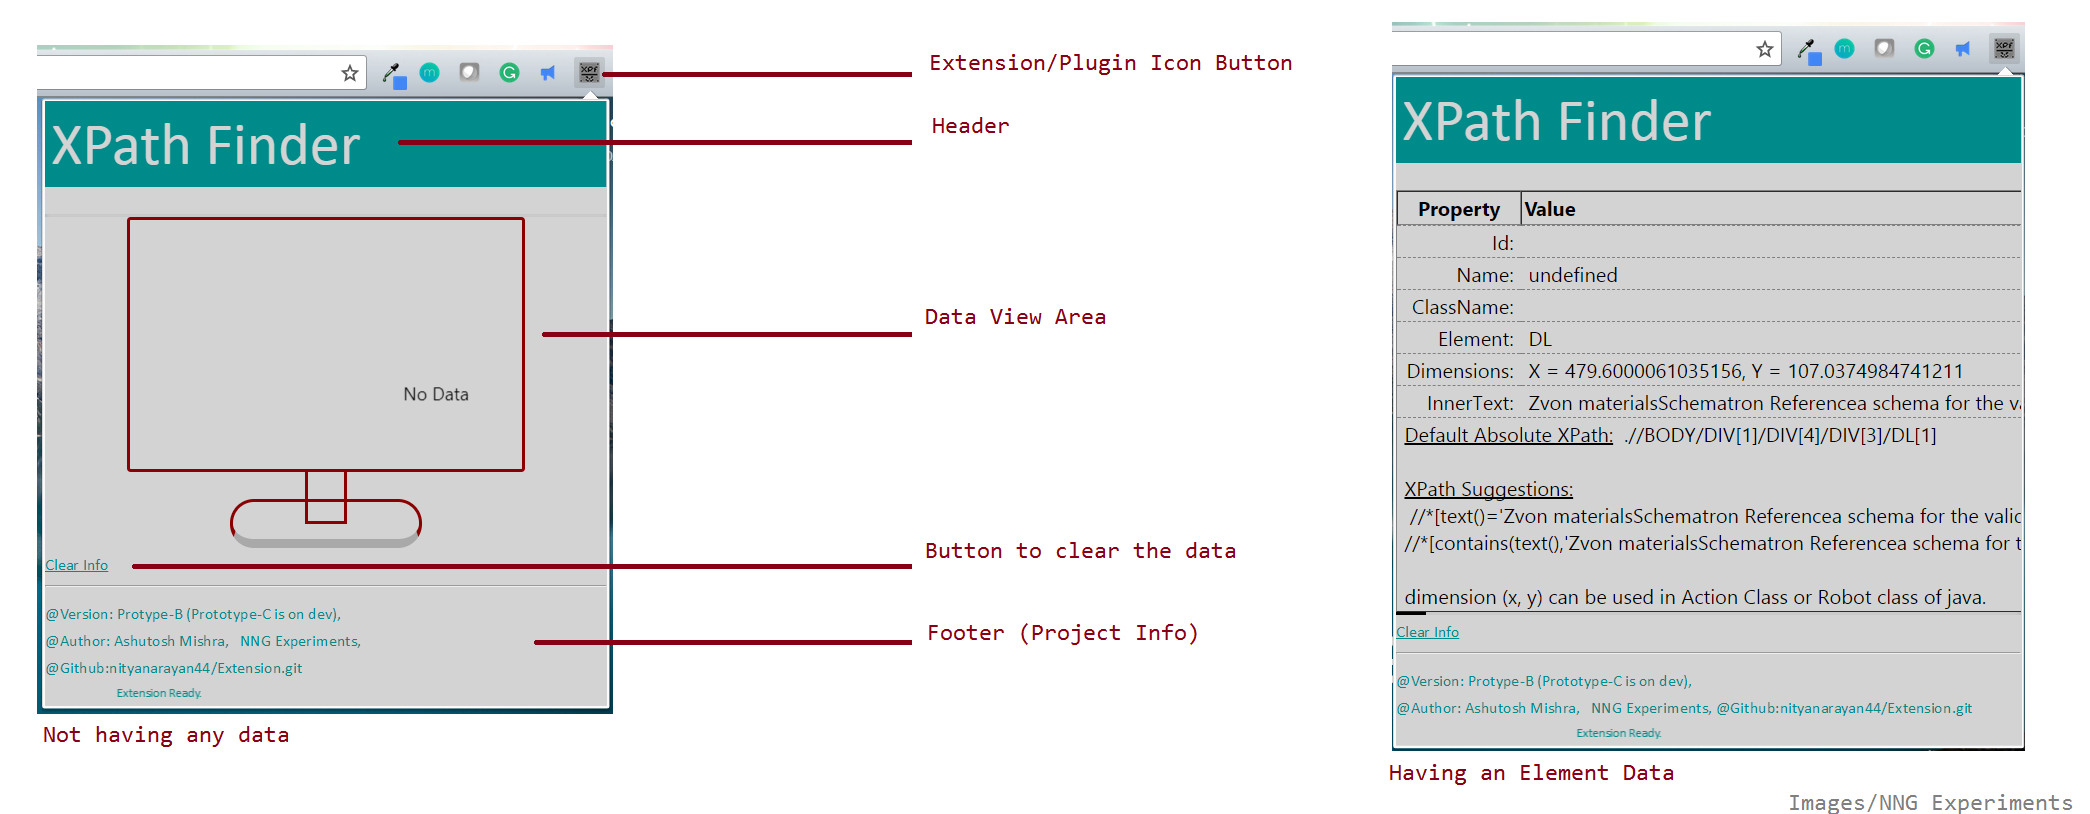 XPath Finder
No Data
Clear Info
@Version: Protype-B (Prototype-C is on dev),
@Author: Ashutosh Mishra, NNG Experiments,
@Github:nityanarayan44/Extension.git
Extension Ready.
Not having any data
Extension/Plugin Icon Button
Header
Data View Area
Button to clear the data
Footer (Project Info)
XPath Finder
Property Value
Id:
Name: undefined
ClassName:
Element: DL
Dimensions: X = 479.6000061035156, Y = 107.0374984741211
InnerText: Zvon materialsSchematron Referencea schema for the
Default Absolute XPath: .//BODY/DIV[1]/DIV[4]/DIV[3]/DL[1]
XPath Suggestions:
//*[text()='Zvon materialsSchematron Referencea schema for the
//*[contains(text(),'Zvon materialsSchematron Referencea schema for
dimension (x, y) can be used in Action Class or Robot class of java.
Clear Info
@Version: Protype-B (Prototype-C is on dev),
@Author: Ashutosh Mishra, NNG Experiments, @Github:nityanarayan44/Extension.git
Extension Ready.
Having an Element Data
Images/NNG Experiments